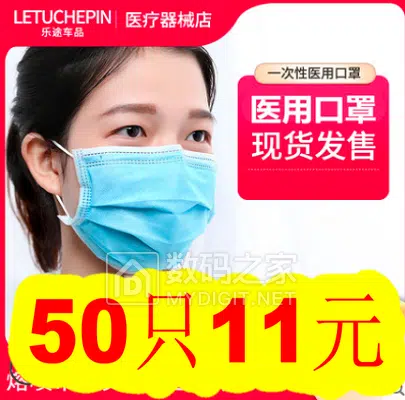 LETUCHEPIN
乐途车品
医疗器械店
一次性医用口罩
医用口罩
现货发售
数码之家
MYDIGIT.NET
50只11元